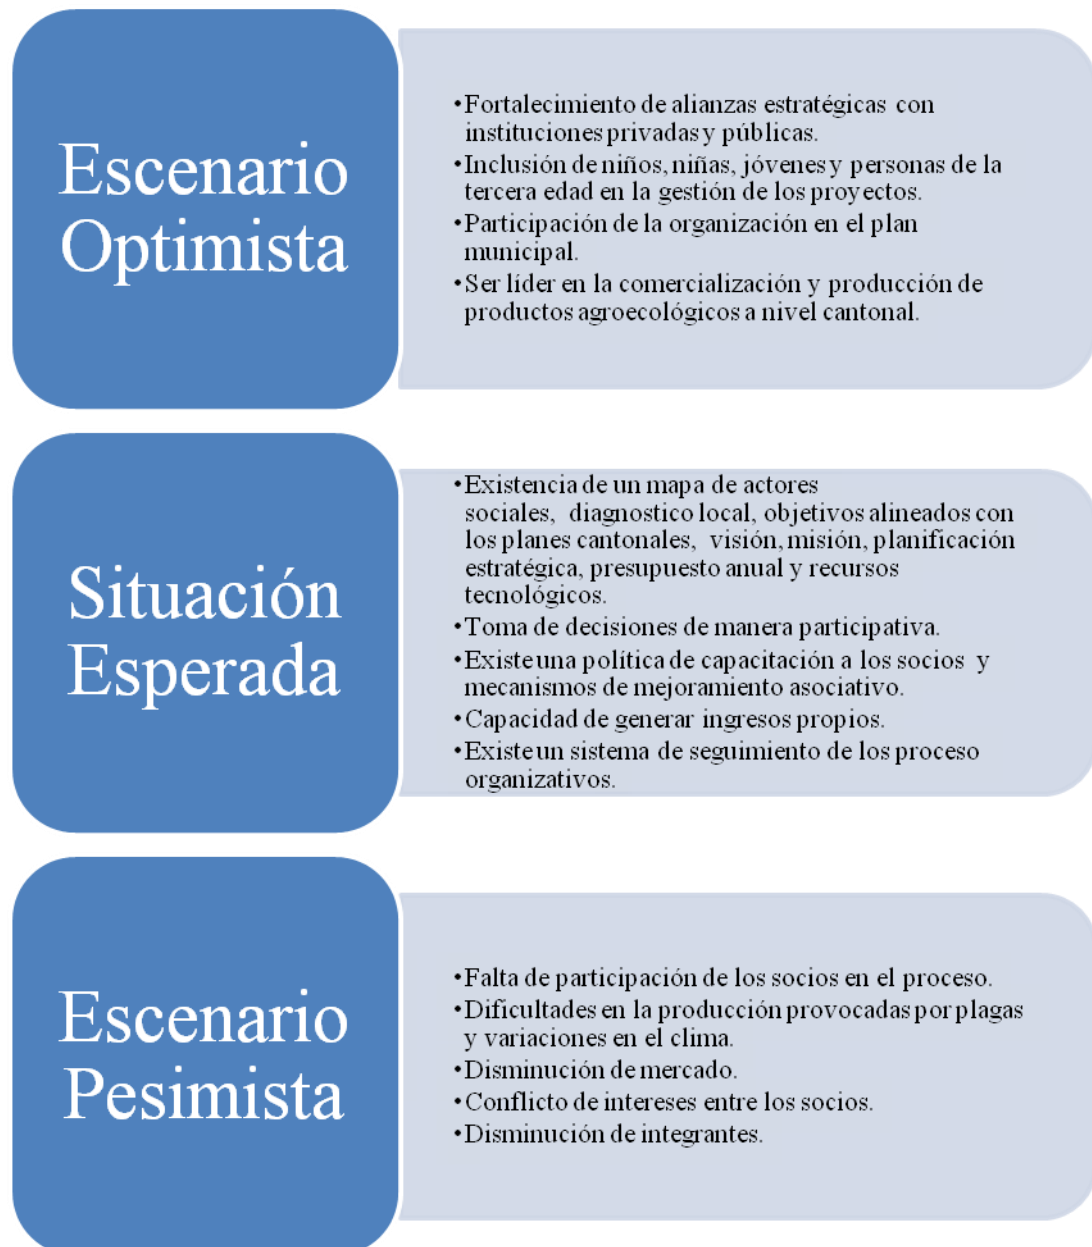 Escenario
Optimista
•Fortalecimiento de alianzas estratégicas con
instituciones privadas y públicas.
•Inclusión de niños, niñas, jóvenes y personas de la
tercera edad en la gestión de los proyectos.
•Participación de la organización en el plan
municipal.
•Ser líder en la comercialización y producción de
productos agroecológicos a nivel cantonal.
Situación
Esperada
•Existencia de un mapa de actores
sociales, diagnostico local, objetivos alineados con
los planes cantonales, visión, misión, planificación
estratégica, presupuesto anual y recursos
tecnológicos.
•Toma de decisiones de manera participativa.
•Existe una política de capacitación a los socios y
mecanismos de mejoramiento asociativo.
•Capacidad de generar ingresos propios.
•Existe un sistema de seguimiento de los proceso
organizativos.
Escenario
Pesimista
•Falta de participación de los socios en el proceso.
•Dificultades en la producción provocadas por plagas
y variaciones en el clima.
•Disminución de mercado.
•Conflicto de intereses entre los socios.
•Disminución de integrantes.